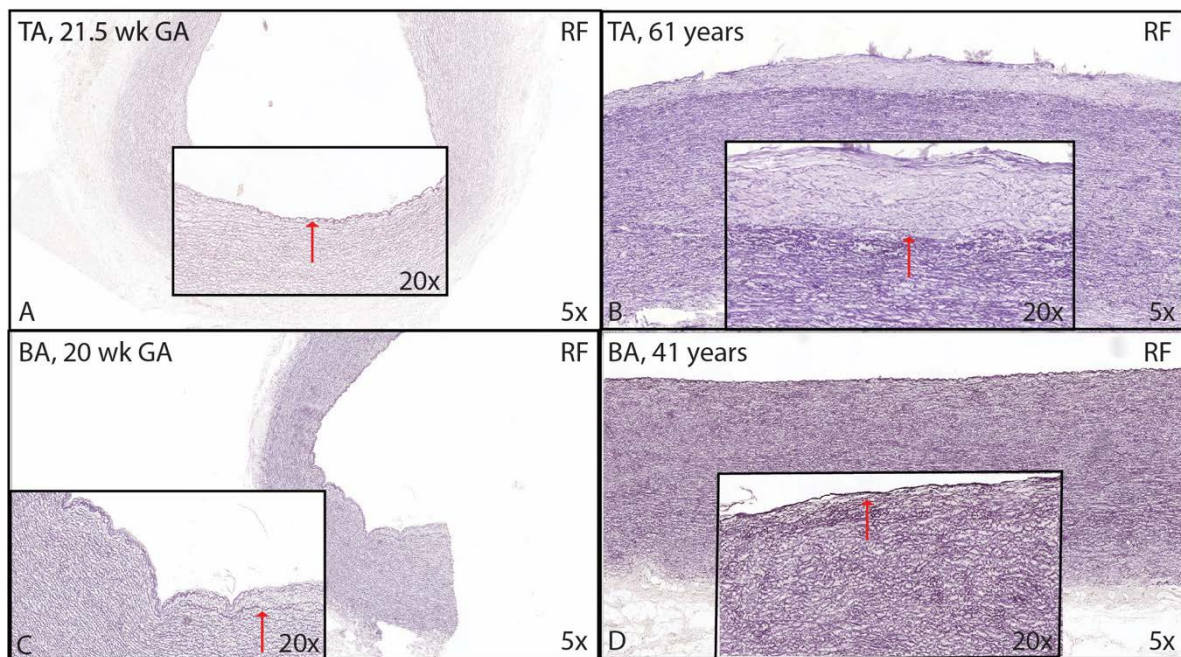 TA, 21.5 wk GA RF
20x
A 5x
TA, 61 years RF
20x
B 5x
BA, 20 wk GA RF
20x
C 5x
BA, 41 years RF
20x
D 5x